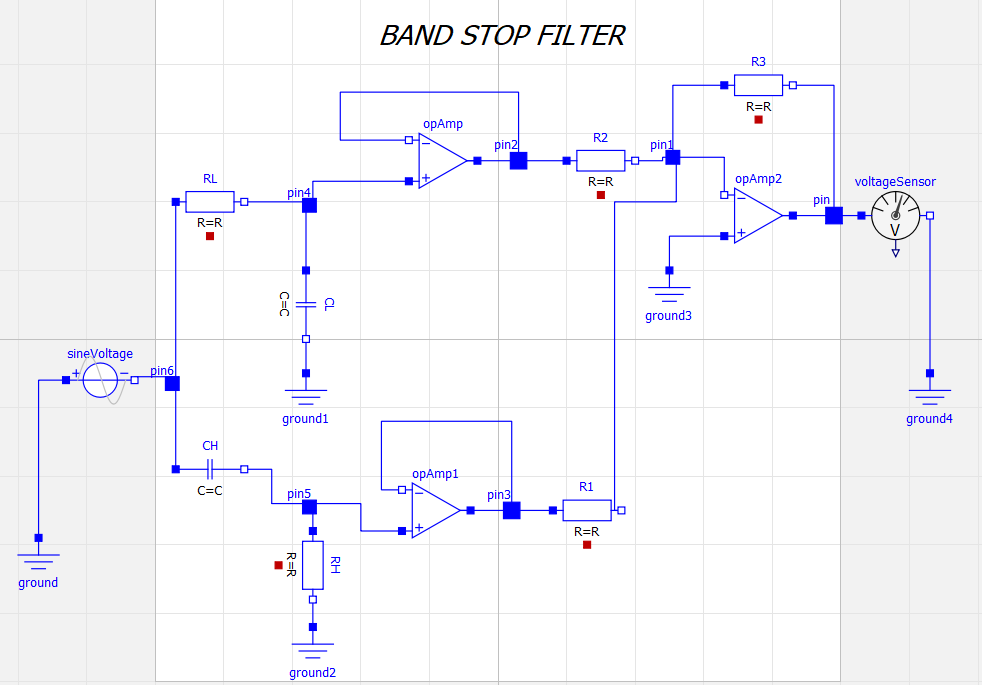 BAND STOP FILTER
R3
R=R
opAmp
pin2
R2
R=R
pin1
opAmp2
pin
voltageSensor
V
RL
R=R
pin4
ground3
C=C
CL
sineVoltage
pin6
ground1
ground4
CH
C=C
opAmp1
pin5
pin3
R1
R=R
R=R
RH
ground
ground2